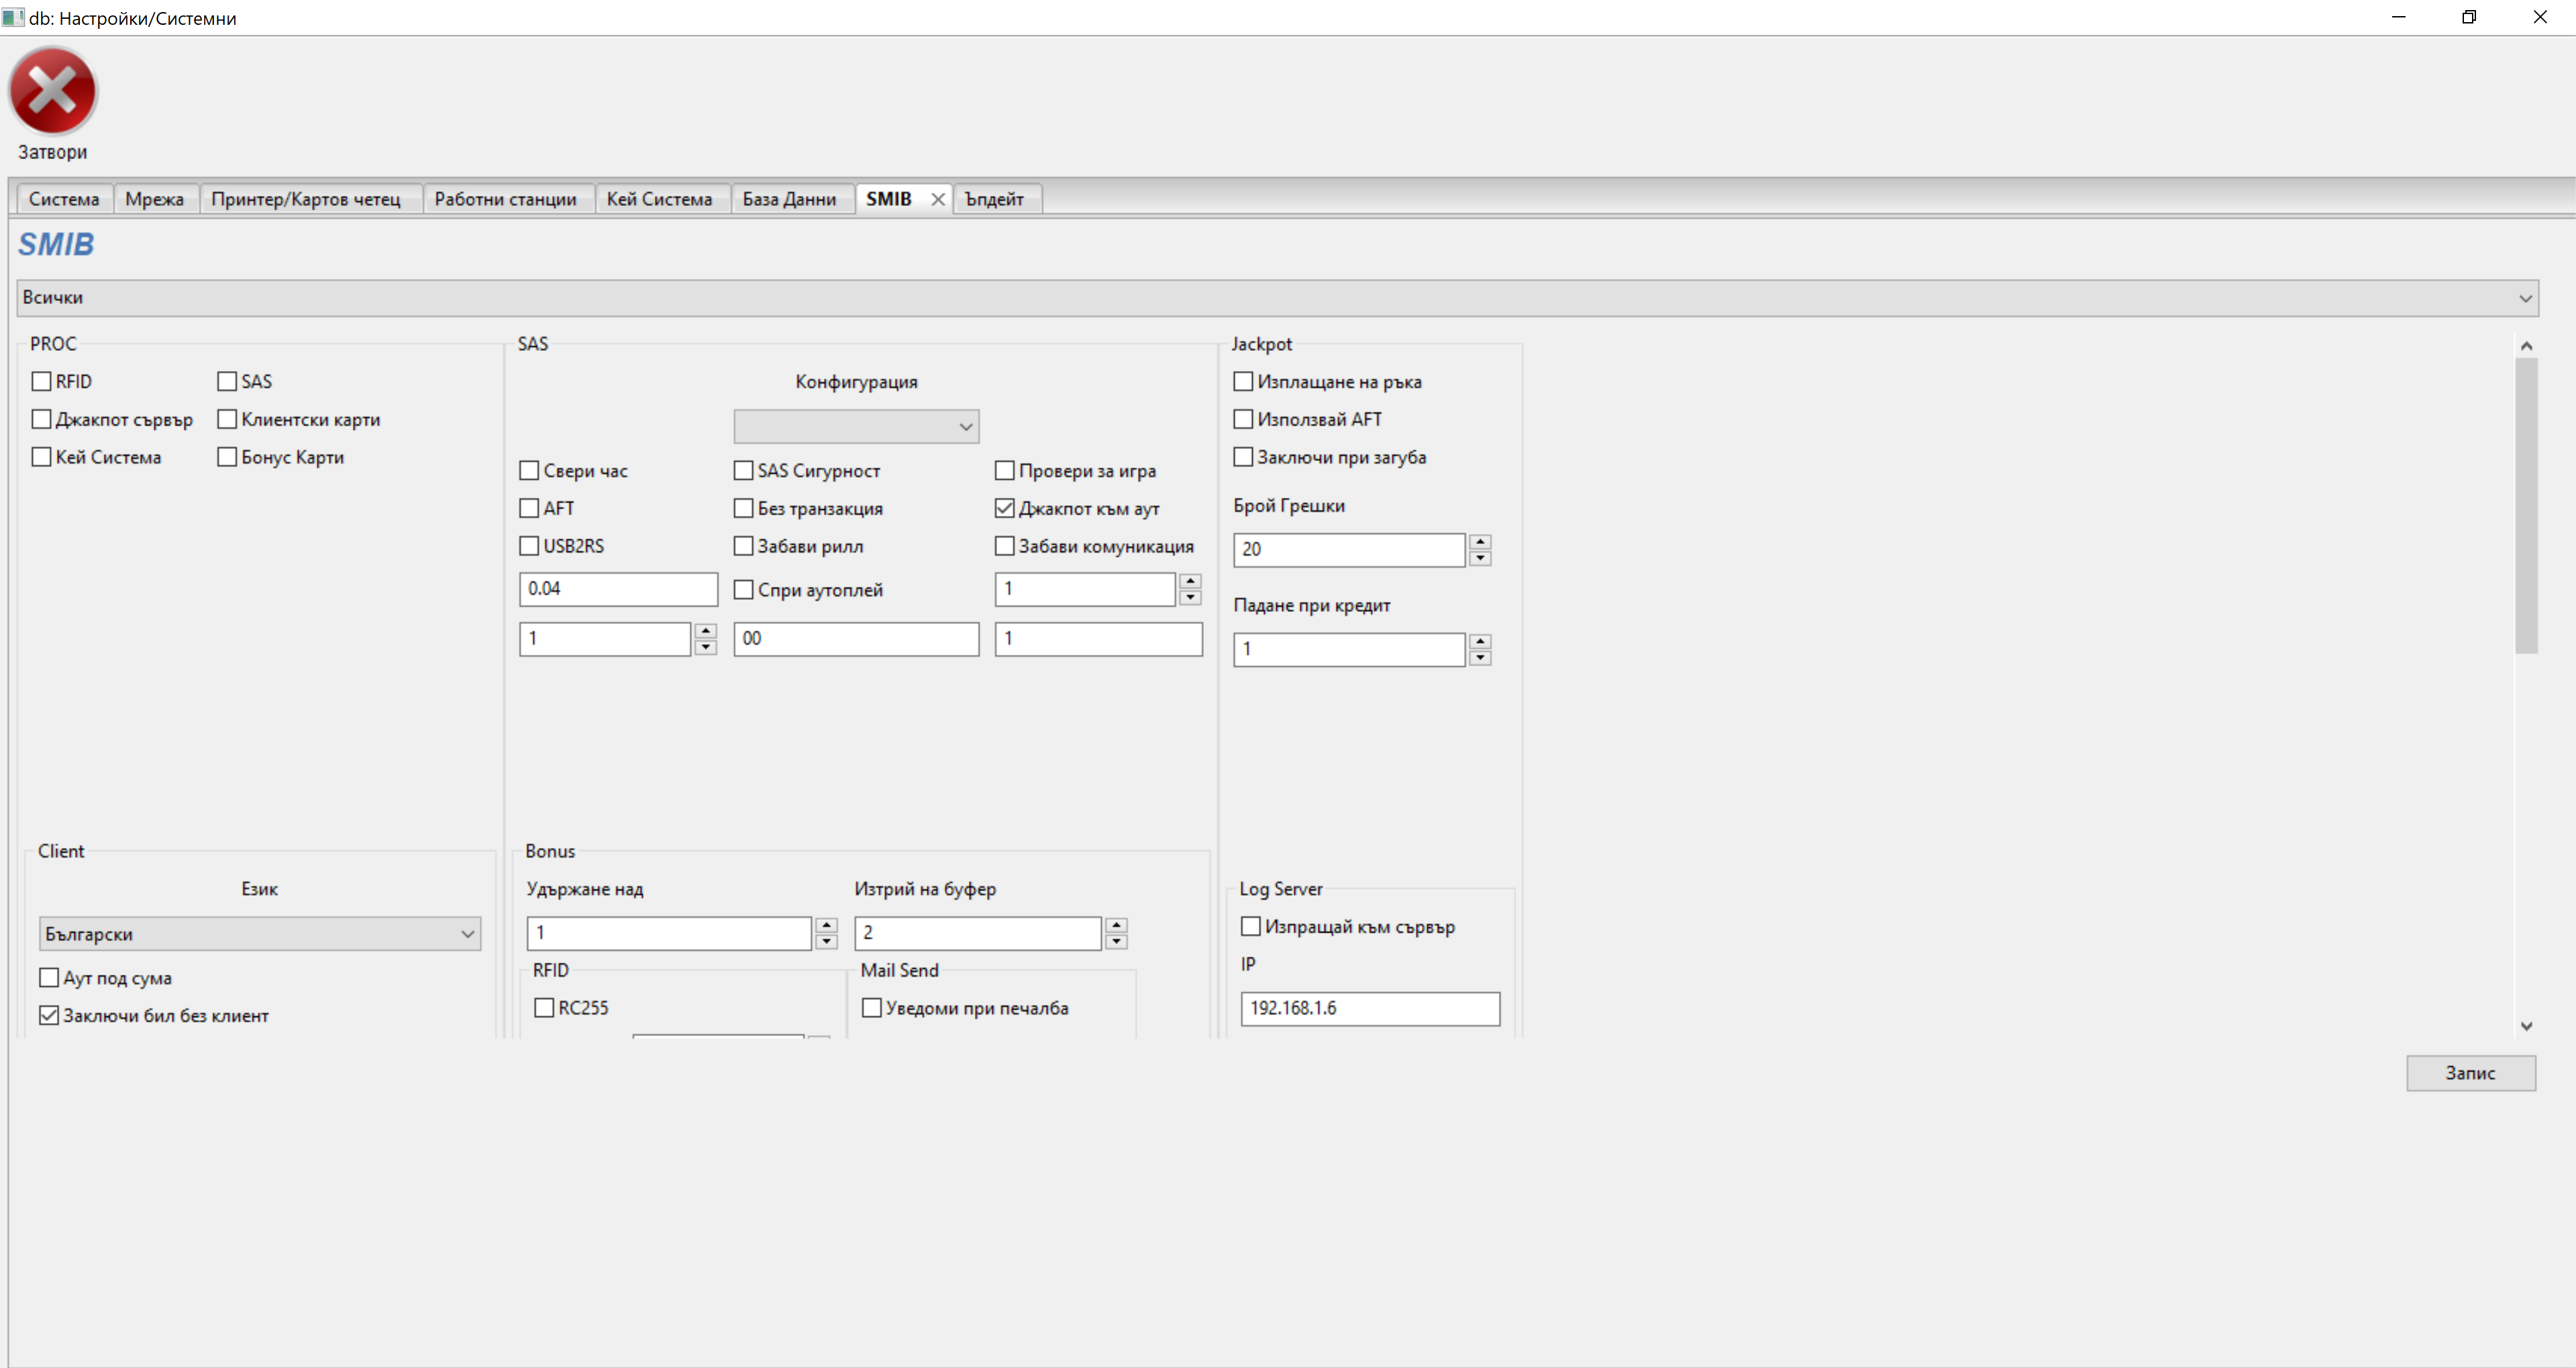 db: Настройки/Системни
Затвори
Система Мрежа Принтер/Картов четец Работни станции Кей Система База Данни SMIB Ъпдейт
SMIB
Всички
PROC
RFID SAS
Джакпот сървър Клиентски карти
Кей Система Бонус Карти
SAS
Конфигурация
Свери час SAS Сигурност Провери за игра
AFT Без транзакция Джакпот към аут
USB2RS Забави рилл Забави комуникация
0.04 Спри аутоплей 1
1 00 1
Jackpot
Изплащане на ръка
Използвай AFT
Заключи при загуба
Брой Грешки
20
Падане при кредит
1
Client
Език
Български
Аут под сума
Заключи бил без клиент
Bonus
Удържане над Изтрий на буфер
1 2
RFID
RC255
Mail Send
Уведоми при печалба
Log Server
Изпращай към сървър
IP
192.168.1.6
Запис